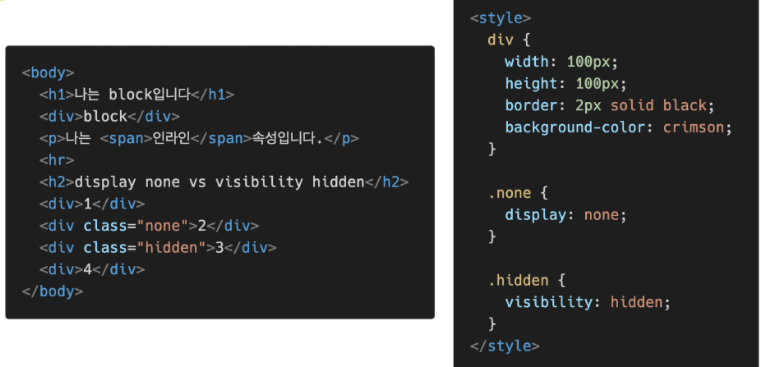 <body>
<h1>나는 block입니다</h1>
<div>block</div>
<p>나는 <span>인라인</span>속성입니다.</p>
<hr>
<h2>display none vs visibility hidden</h2>
<div>1</div>
<div class="none">2</div>
<div class="hidden">3</div>
<div>4</div>
</body>
<style>
div {
width: 100px;
height: 100px;
border: 2px solid black;
background-color: crimson;
}
.none {
display: none;
}
.hidden {
visibility: hidden;
}
</style>